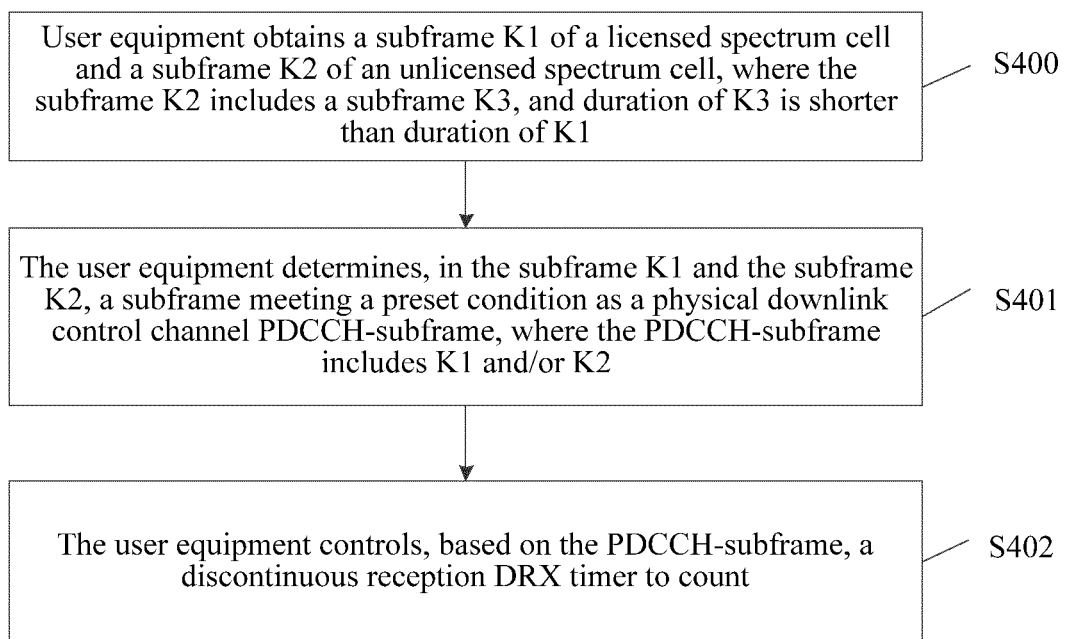 User equipment obtains a subframe K1 of a licensed spectrum cell
and a subframe K2 of an unlicensed spectrum cell, where the
subframe K2 includes a subframe K3, and duration of K3 is shorter
than duration of K1
S400
The user equipment determines, in the subframe K1 and the subframe
K2, a subframe meeting a preset condition as a physical downlink
control channel PDCCH-subframe, where the PDCCH-subframe
includes K1 and/or K2
S401
The user equipment controls, based on the PDCCH-subframe, a
discontinuous reception DRX timer to count
S402